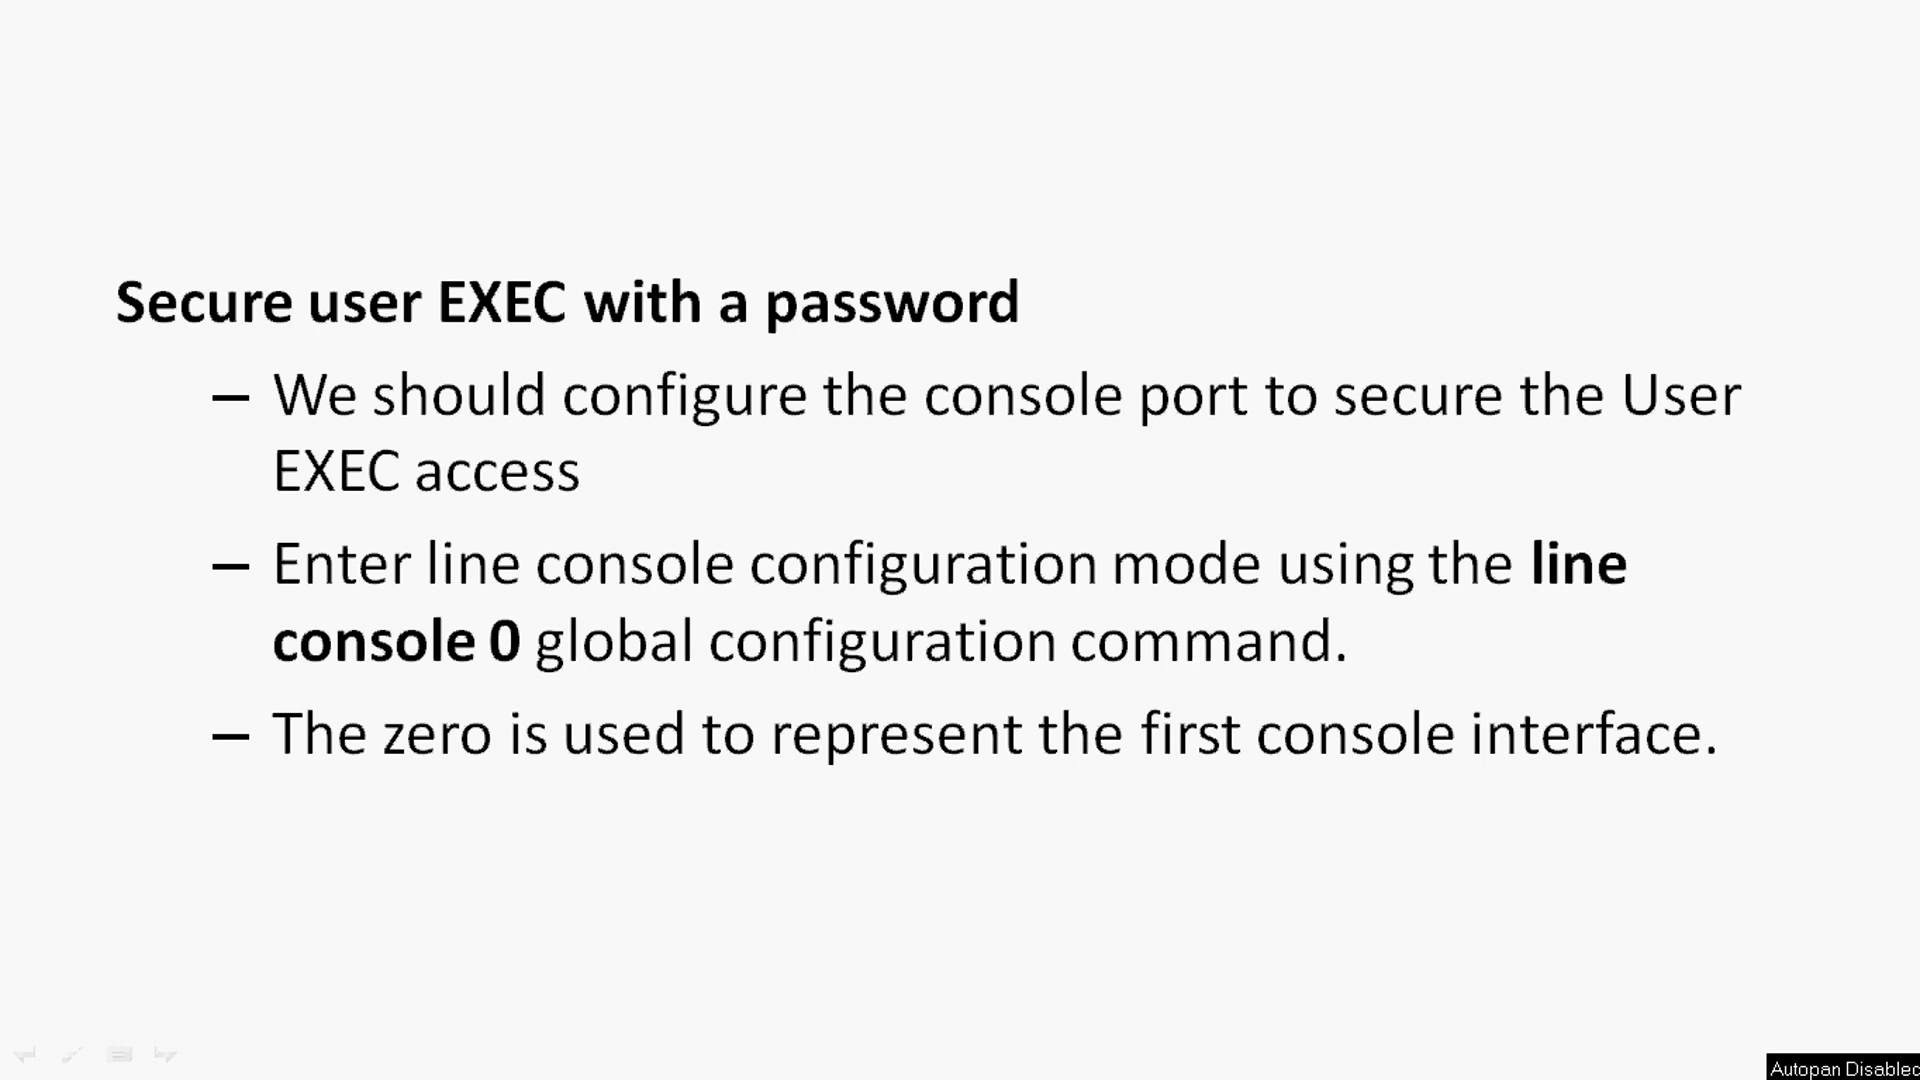 Secure user EXEC with a password
– We should configure the console port to secure the User
EXEC access
– Enter line console configuration mode using the line
console 0 global configuration command.
– The zero is used to represent the first console interface.
Autopan Disabled